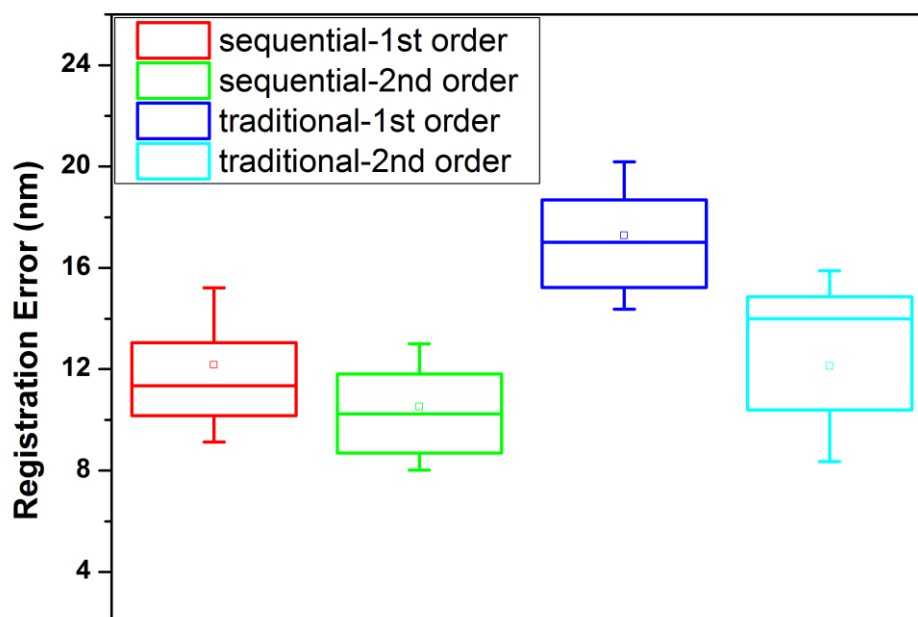 sequential-1st order
sequential-2nd order
traditional-1st order
traditional-2nd order
Registration Error (nm)
24
20
16
12
8
4